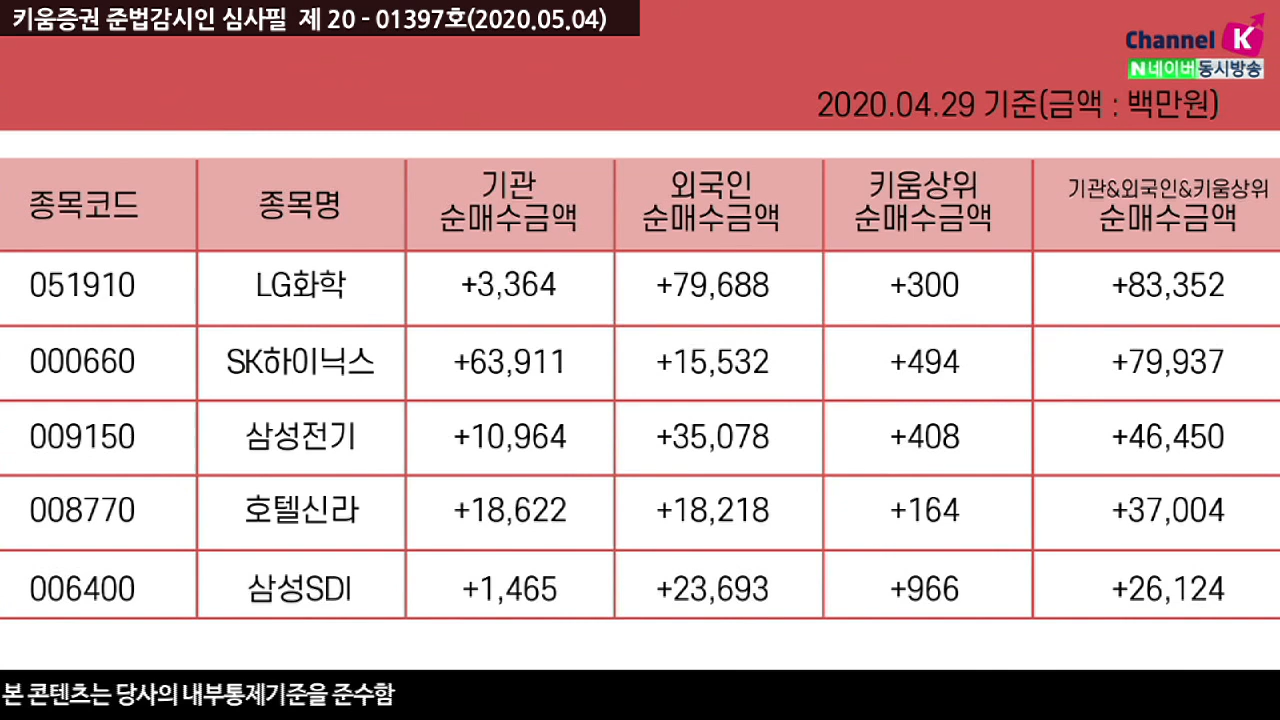 키움증권 준법감시인 심사필 제 20 - 01397호(2020.05.04)
Channel K
N 네이버 동시방송
2020.04.29 기준(금액 : 백만원)
종목코드 종목명 기관 순매수금액 외국인 순매수금액 키움상위 순매수금액 기관&외국인&키움상위 순매수금액
051910 LG화학 +3,364 +79,688 +300 +83,352
000660 SK하이닉스 +63,911 +15,532 +494 +79,937
009150 삼성전기 +10,964 +35,078 +408 +46,450
008770 호텔신라 +18,622 +18,218 +164 +37,004
006400 삼성SDI +1,465 +23,693 +966 +26,124
본 콘텐츠는 당사의 내부통제기준을 준수함